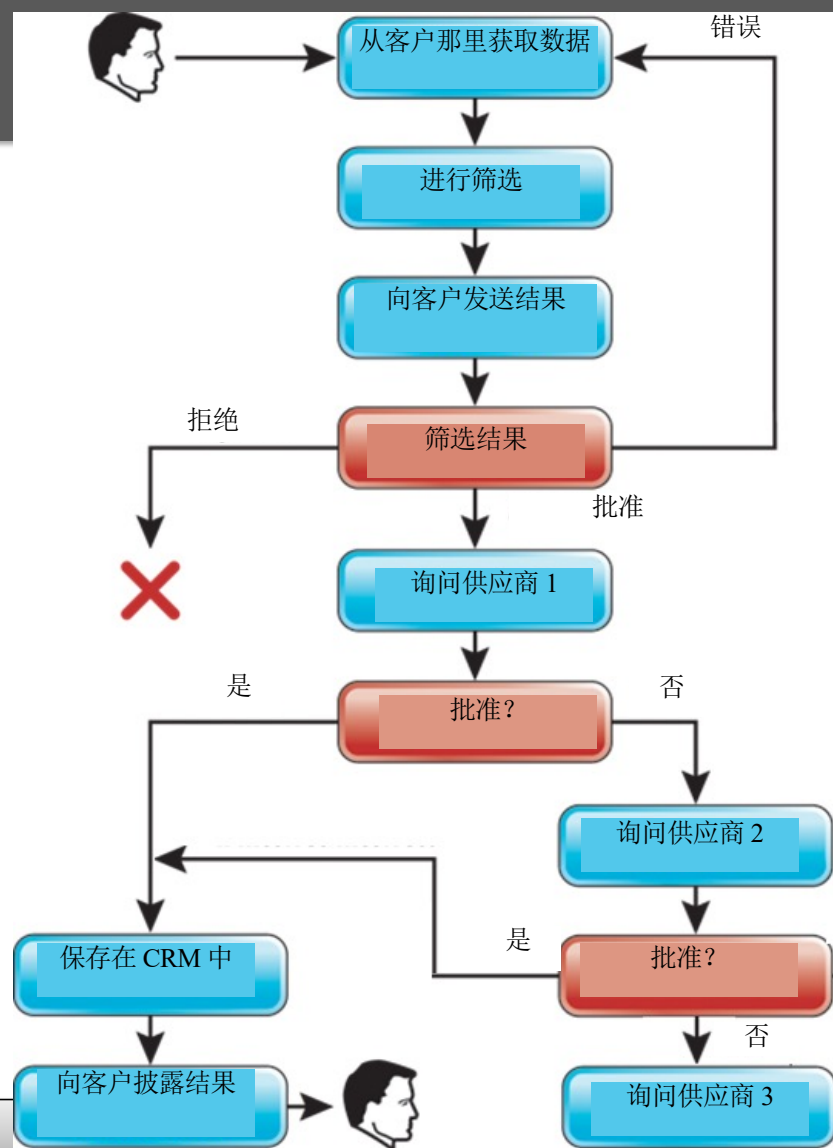 从客户那里获取数据
错误
进行筛选
向客户发送结果
拒绝
筛选结果
批准
询问供应商 1
是
否
批准?
询问供应商 2
是
批准?
保存在 CRM 中
否
向客户披露结果
询问供应商 3